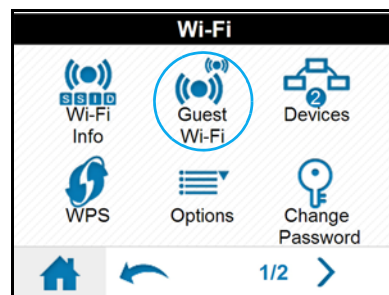 Wi-Fi
SSID
Wi-Fi
Info
Guest
Wi-Fi
2
Devices
WPS
Options
Change
Password
1/2